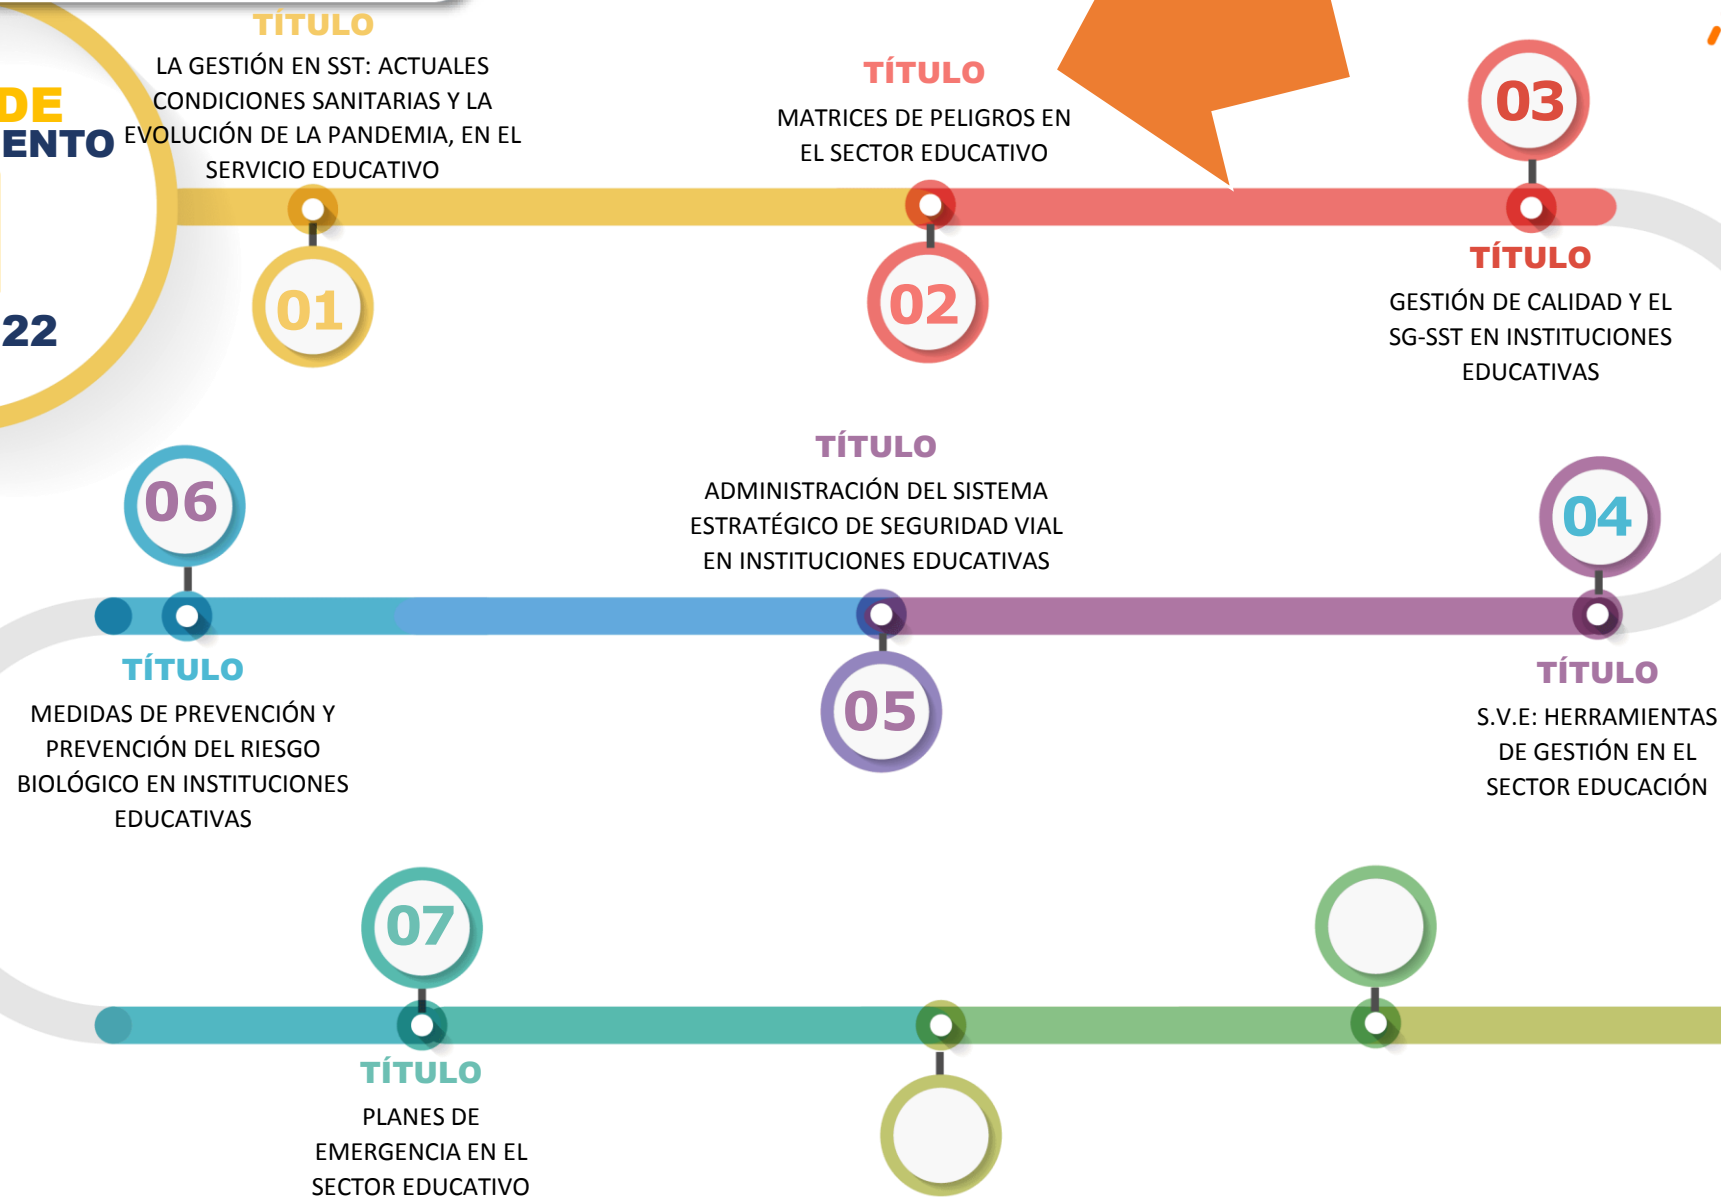 DE
22
TÍTULO
LA GESTIÓN EN SST: ACTUALES
CONDICIONES SANITARIAS Y LA
EVOLUCIÓN DE LA PANDEMIA, EN EL
SERVICIO EDUCATIVO
01
TÍTULO
MATRICES DE PELIGROS EN
EL SECTOR EDUCATIVO
02
03
TÍTULO
GESTIÓN DE CALIDAD Y EL
SG-SST EN INSTITUCIONES
EDUCATIVAS
04
TÍTULO
S.V.E: HERRAMIENTAS
DE GESTIÓN EN EL
SECTOR EDUCACIÓN
TÍTULO
ADMINISTRACIÓN DEL SISTEMA
ESTRATÉGICO DE SEGURIDAD VIAL
EN INSTITUCIONES EDUCATIVAS
05
06
TÍTULO
MEDIDAS DE PREVENCIÓN Y
PREVENCIÓN DEL RIESGO
BIOLÓGICO EN INSTITUCIONES
EDUCATIVAS
07
TÍTULO
PLANES DE
EMERGENCIA EN EL
SECTOR EDUCATIVO